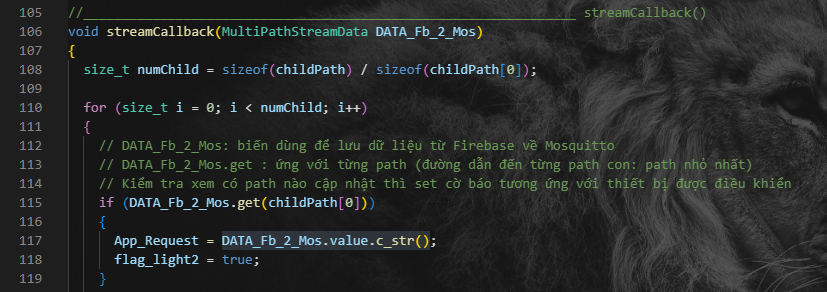 105 //__________________________________________________________________ streamCallback()
106 void streamCallback(MultiPathStreamData DATA_Fb_2_Mos)
107 {
108   size_t numChild = sizeof(childPath) / sizeof(childPath[0]);
109
110   for (size_t i = 0; i < numChild; i++)
111   {
112     // DATA_Fb_2_Mos: biến dùng để lưu dữ liệu từ Firebase về Mosquitto
113     // DATA_Fb_2_Mos.get : ứng với từng path (đường dẫn đến từng path con: path nhỏ nhất)
114     // Kiểm tra xem có path nào cập nhật thì set cờ báo tương ứng với thiết bị được điều khiển
115     if (DATA_Fb_2_Mos.get(childPath[0]))
116     {
117       App_Request = DATA_Fb_2_Mos.value.c_str();
118       flag_light2 = true;
119     }